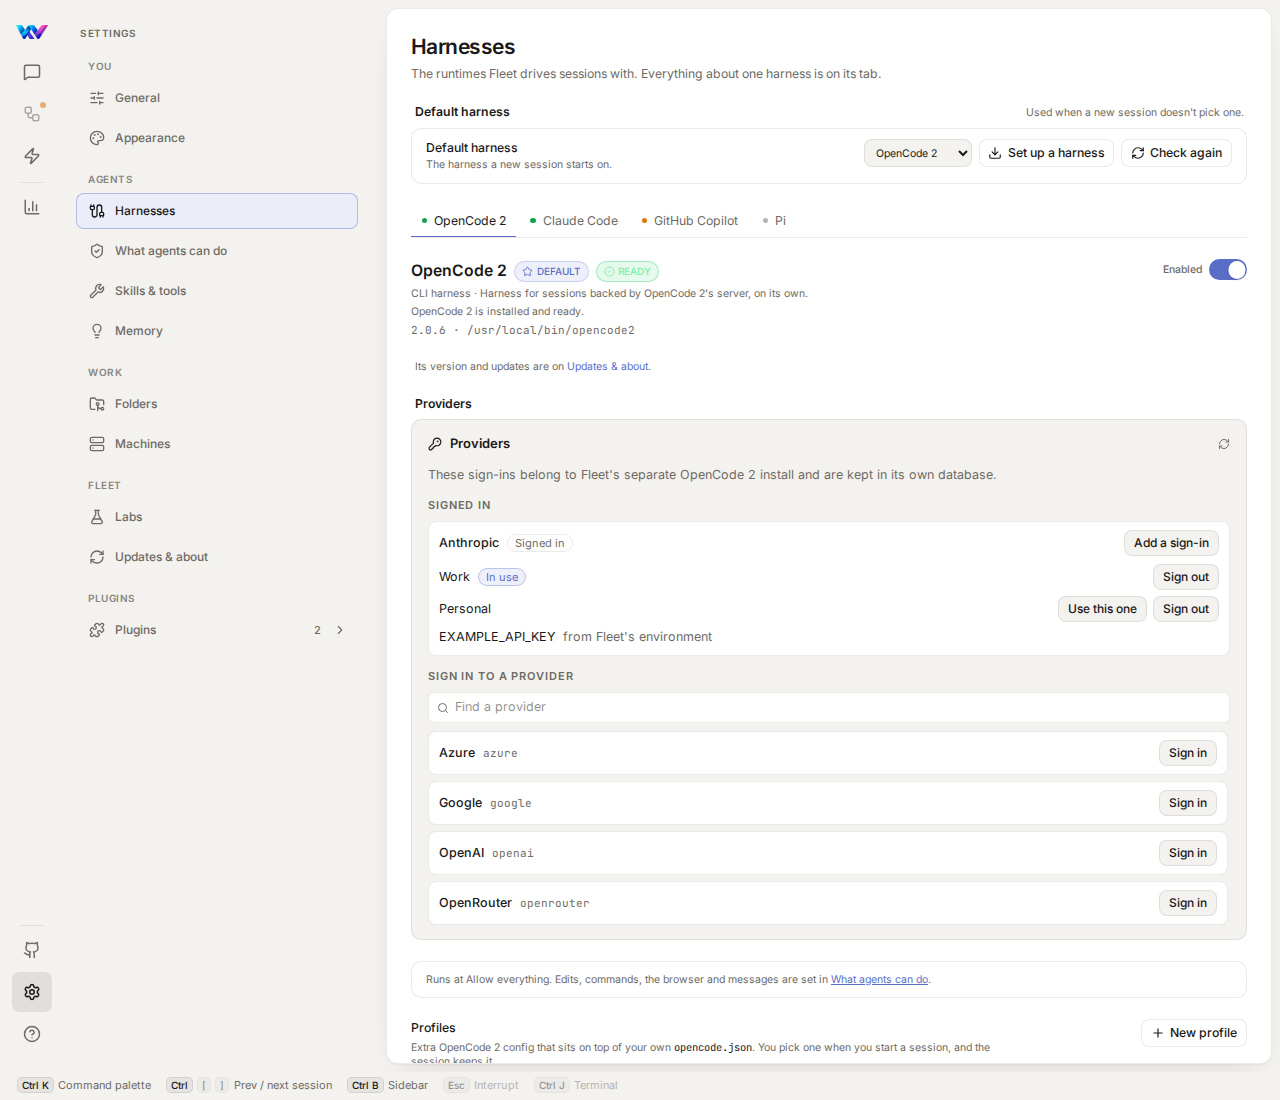 SETTINGS
YOU
General
Appearance
AGENTS
Harnesses
What agents can do
Skills & tools
Memory
WORK
Folders
Machines
FLEET
Labs
Updates & about
PLUGINS
Plugins 2
Harnesses
The runtimes Fleet drives sessions with. Everything about one harness is on its tab.
Default harness
Used when a new session doesn't pick one.
Default harness
The harness a new session starts on.
OpenCode 2
Set up a harness
Check again
OpenCode 2
Claude Code
GitHub Copilot
Pi
OpenCode 2 DEFAULT READY
Enabled
CLI harness · Harness for sessions backed by OpenCode 2's server, on its own.
OpenCode 2 is installed and ready.
2.0.6 · /usr/local/bin/opencode2
Its version and updates are on Updates & about.
Providers
Providers
These sign-ins belong to Fleet's separate OpenCode 2 install and are kept in its own database.
SIGNED IN
Anthropic Signed in
Add a sign-in
Work In use
Sign out
Personal
Use this one
Sign out
EXAMPLE_API_KEY from Fleet's environment
SIGN IN TO A PROVIDER
Find a provider
Azure azure
Sign in
Google google
Sign in
OpenAI openai
Sign in
OpenRouter openrouter
Sign in
Runs at Allow everything. Edits, commands, the browser and messages are set in What agents can do.
Profiles
New profile
Extra OpenCode 2 config that sits on top of your own opencode.json. You pick one when you start a session, and the
session keeps it.
Ctrl K Command palette
Ctrl [ ] Prev / next session
Ctrl B Sidebar
Esc Interrupt
Ctrl J Terminal